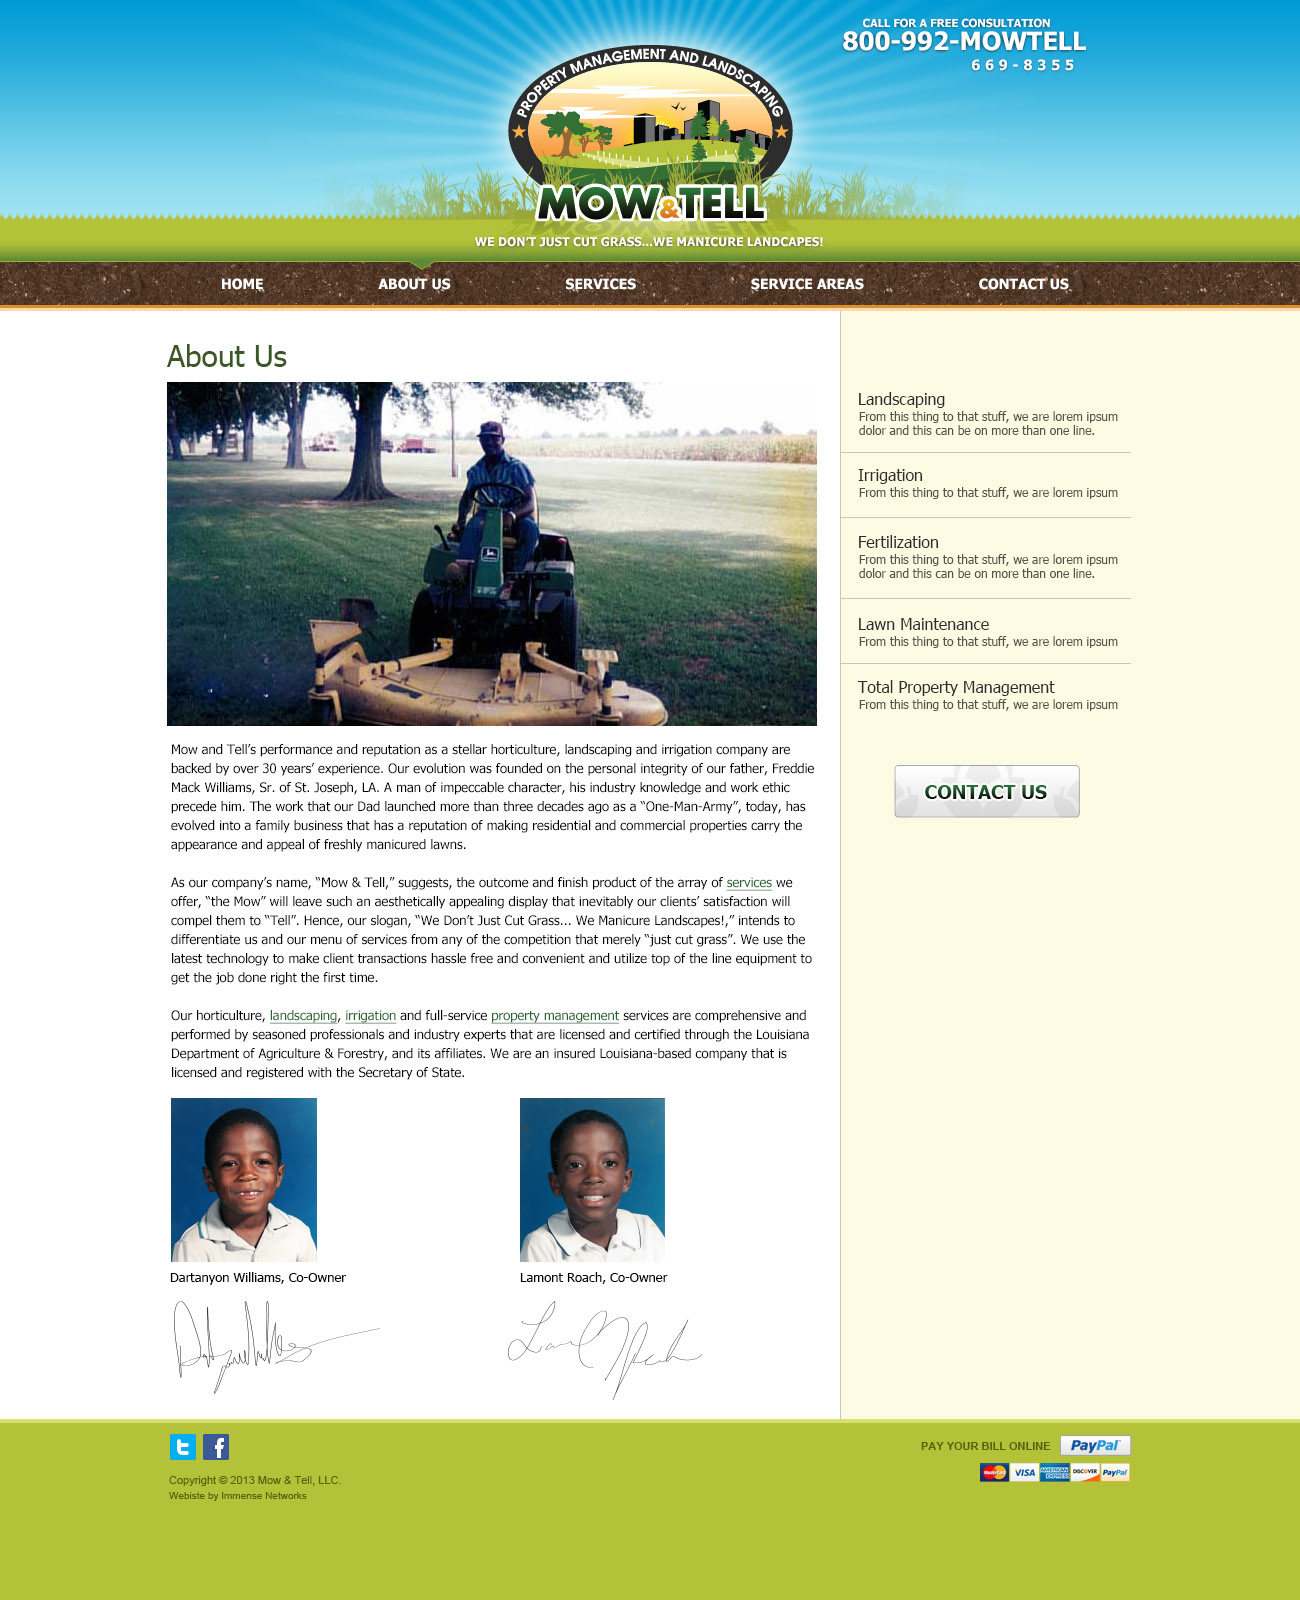 CALL FOR A FREE CONSULTATION
800-992-MOWTELL
669-8355
PROPERTY MANAGEMENT AND LANDSCAPING
MOW & TELL
WE DON'T JUST CUT GRASS...WE MANICURE LANDCAPES!
HOME ABOUT US SERVICES SERVICE AREAS CONTACT US
About Us
Mow and Tell's performance and reputation as a stellar horticulture, landscaping and irrigation company are
backed by over 30 years' experience. Our evolution was founded on the personal integrity of our father, Freddie
Mack Williams, Sr. of St. Joseph, LA. A man of impeccable character, his industry knowledge and work ethic
precede him. The work that our Dad launched more than three decades ago as a “One-Man-Army”, today, has
evolved into a family business that has a reputation of making residential and commercial properties carry the
appearance and appeal of freshly manicured lawns.
As our company's name, “Mow & Tell,” suggests, the outcome and finish product of the array of services we
offer, “the Mow” will leave such an aesthetically appealing display that inevitably our clients' satisfaction will
compel them to “Tell”. Hence, our slogan, “We Don't Just Cut Grass... We Manicure Landscapes!,” intends to
differentiate us and our menu of services from any of the competition that merely “just cut grass”. We use the
latest technology to make client transactions hassle free and convenient and utilize top of the line equipment to
get the job done right the first time.
Our horticulture, landscaping, irrigation and full-service property management services are comprehensive and
performed by seasoned professionals and industry experts that are licensed and certified through the Louisiana
Department of Agriculture & Forestry, and its affiliates. We are an insured Louisiana-based company that is
licensed and registered with the Secretary of State.
Dartanyon Williams, Co-Owner
Lamont Roach, Co-Owner
Landscaping
From this thing to that stuff, we are lorem ipsum
dolor and this can be on more than one line.
Irrigation
From this thing to that stuff, we are lorem ipsum
Fertilization
From this thing to that stuff, we are lorem ipsum
dolor and this can be on more than one line.
Lawn Maintenance
From this thing to that stuff, we are lorem ipsum
Total Property Management
From this thing to that stuff, we are lorem ipsum
CONTACT US
t f
Copyright © 2013 Mow & Tell, LLC.
Webiste by Immense Networks
PAY YOUR BILL ONLINE PayPal
MasterCard VISA AMERICAN EXPRESS DISCOVER PayPal